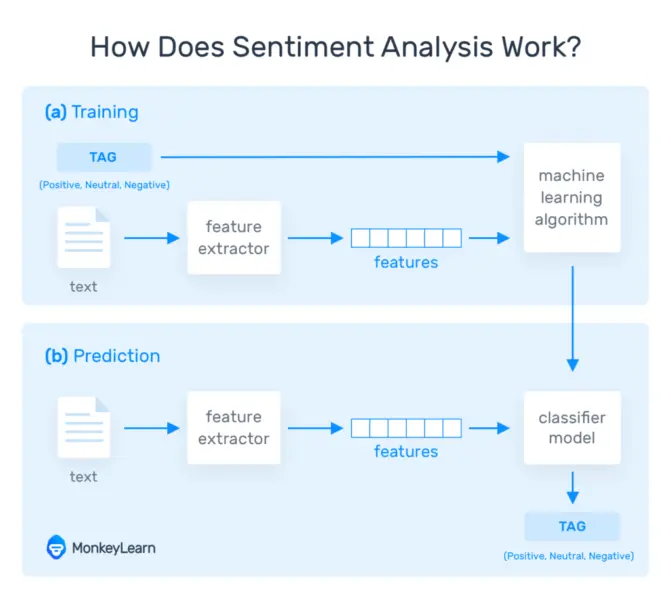 How Does Sentiment Analysis Work?
(a) Training
TAG
(Positive, Neutral, Negative)
machine
learning
algorithm
text
feature
extractor
features
(b) Prediction
text
feature
extractor
features
classifier
model
TAG
(Positive, Neutral, Negative)
MonkeyLearn